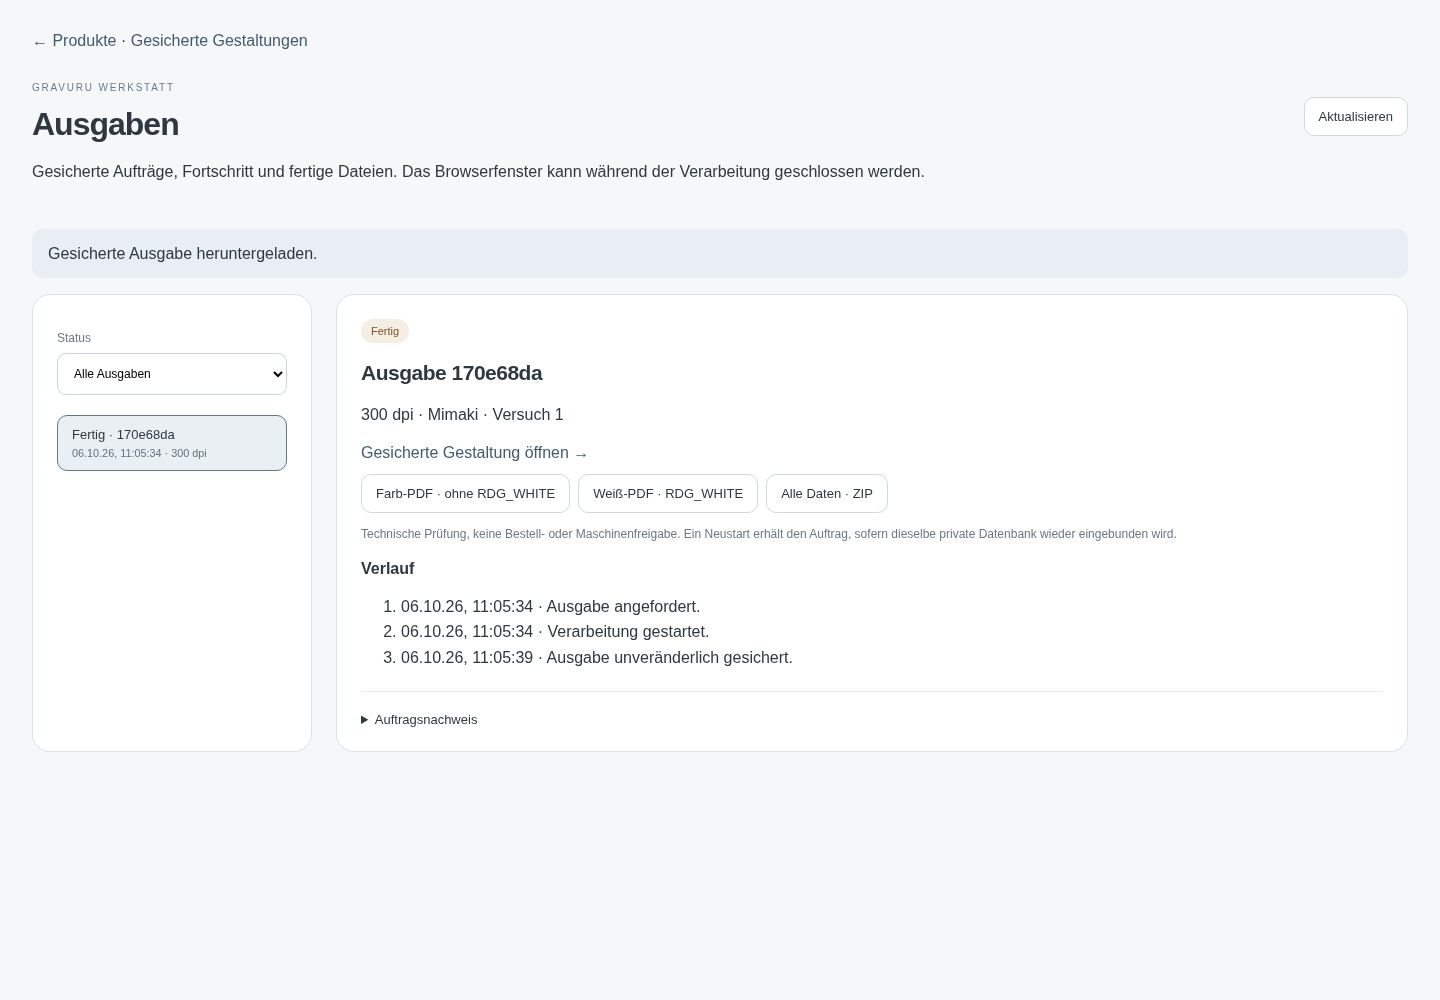 ← Produkte · Gesicherte Gestaltungen
GRAVURU WERKSTATT
Ausgaben
Aktualisieren
Gesicherte Aufträge, Fortschritt und fertige Dateien. Das Browserfenster kann während der Verarbeitung geschlossen werden.
Gesicherte Ausgabe heruntergeladen.
Status
Alle Ausgaben
Fertig · 170e68da
06.10.26, 11:05:34 · 300 dpi
Fertig
Ausgabe 170e68da
300 dpi · Mimaki · Versuch 1
Gesicherte Gestaltung öffnen →
Farb-PDF · ohne RDG_WHITE
Weiß-PDF · RDG_WHITE
Alle Daten · ZIP
Technische Prüfung, keine Bestell- oder Maschinenfreigabe. Ein Neustart erhält den Auftrag, sofern dieselbe private Datenbank wieder eingebunden wird.
Verlauf
1. 06.10.26, 11:05:34 · Ausgabe angefordert.
2. 06.10.26, 11:05:34 · Verarbeitung gestartet.
3. 06.10.26, 11:05:39 · Ausgabe unveränderlich gesichert.
▶ Auftragsnachweis